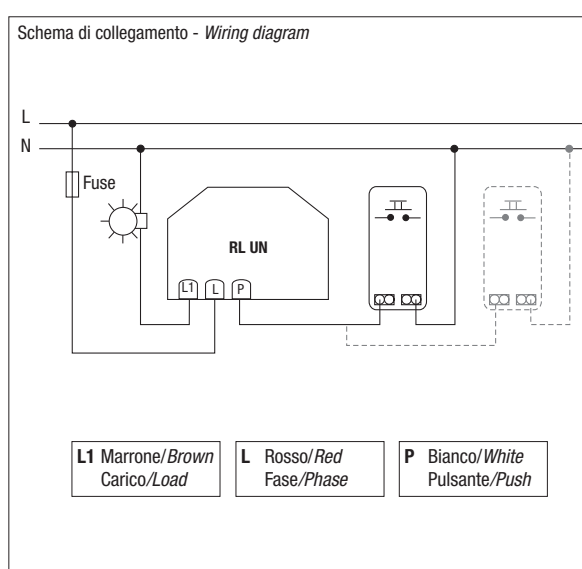 Schema di collegamento - Wiring diagram
L
N
Fuse
RL UN
L1 L P
L1 Marrone/Brown
Carico/Load
L Rosso/Red
Fase/Phase
P Bianco/White
Pulsante/Push